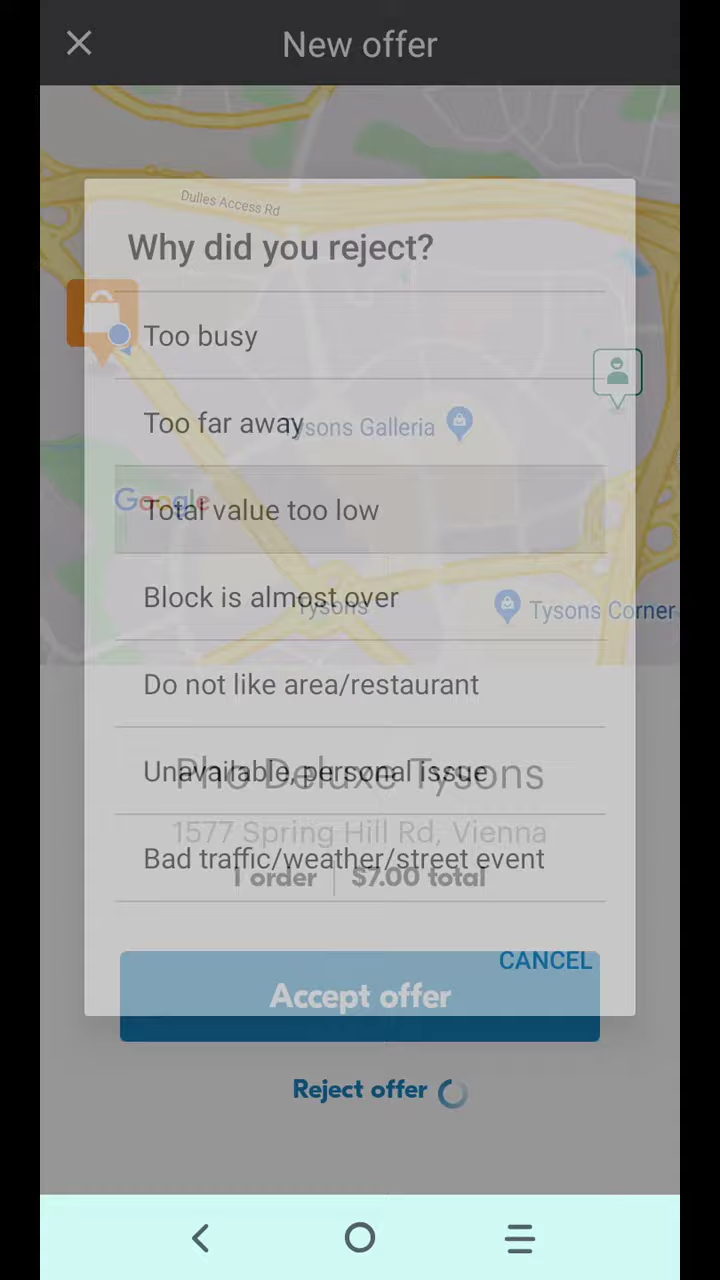 New offer
Dulles Access Rd
Why did you reject?
Too busy
Too far away
Tysons Galleria
Google
Total value too low
Block is almost over
Tysons
Tysons Corner
Do not like area/restaurant
Unavailable, personal issue
Pho Deluxe Tysons
1577 Spring Hill Rd, Vienna
Bad traffic/weather/street event
1 order
$7.00 total
CANCEL
Accept offer
Reject offer